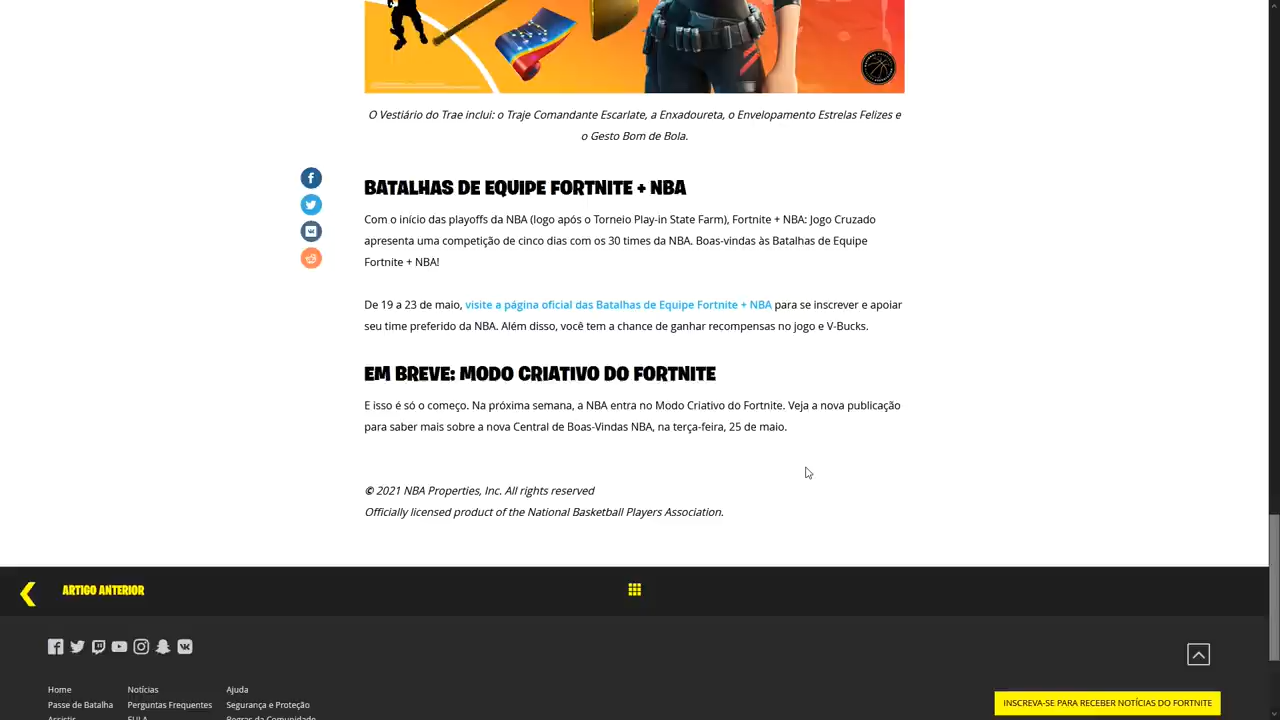 O Vestiário do Trae inclui: o Traje Comandante Escarlate, a Enxadoureta, o Envelopamento Estrelas Felizes e
o Gesto Bom de Bola.
BATALHAS DE EQUIPE FORTNITE + NBA
Com o início das playoffs da NBA (logo após o Torneio Play-in State Farm), Fortnite + NBA: Jogo Cruzado
apresenta uma competição de cinco dias com os 30 times da NBA. Boas-vindas às Batalhas de Equipe
Fortnite + NBA!
De 19 a 23 de maio, visite a página oficial das Batalhas de Equipe Fortnite + NBA para se inscrever e apoiar
seu time preferido da NBA. Além disso, você tem a chance de ganhar recompensas no jogo e V-Bucks.
EM BREVE: MODO CRIATIVO DO FORTNITE
E isso é só o começo. Na próxima semana, a NBA entra no Modo Criativo do Fortnite. Veja a nova publicação
para saber mais sobre a nova Central de Boas-Vindas NBA, na terça-feira, 25 de maio.
© 2021 NBA Properties, Inc. All rights reserved
Officially licensed product of the National Basketball Players Association.
ARTIGO ANTERIOR
Home Notícias Ajuda
Passe de Batalha Perguntas Frequentes Segurança e Proteção
Assistir EULA Regras da Comunidade
INSCREVA-SE PARA RECEBER NOTÍCIAS DO FORTNITE